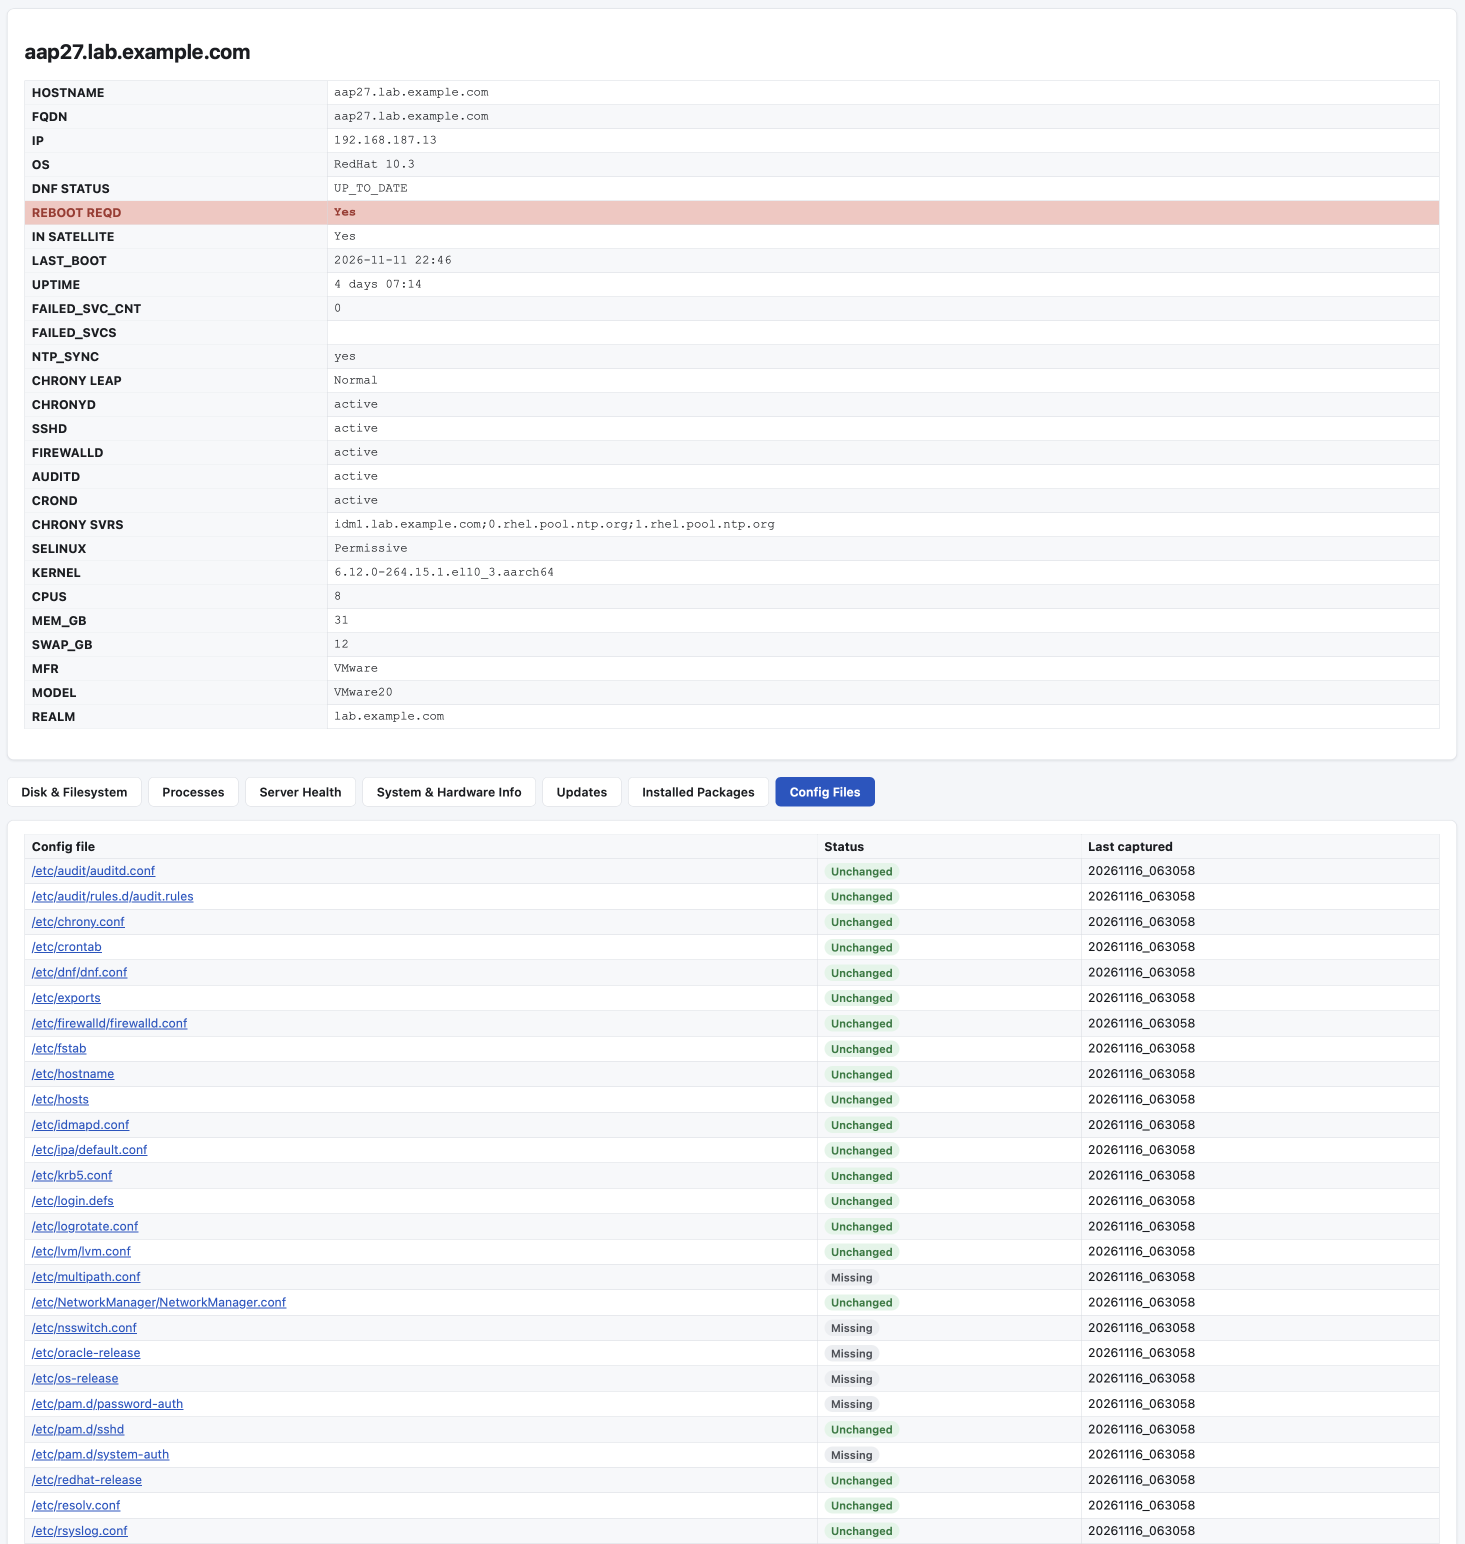 aap27.lab.example.com
HOSTNAME aap27.lab.example.com
FQDN aap27.lab.example.com
IP 192.168.187.13
OS RedHat 10.3
DNF STATUS UP_TO_DATE
REBOOT REQD Yes
IN SATELLITE Yes
LAST_BOOT 2026-11-11 22:46
UPTIME 4 days 07:14
FAILED_SVC_CNT 0
FAILED_SVCS
NTP_SYNC yes
CHRONY LEAP Normal
CHRONYD active
SSHD active
FIREWALLD active
AUDITD active
CROND active
CHRONY SVRS idm1.lab.example.com;0.rhel.pool.ntp.org;1.rhel.pool.ntp.org
SELINUX Permissive
KERNEL 6.12.0-264.15.1.el10_3.aarch64
CPUS 8
MEM_GB 31
SWAP_GB 12
MFR VMware
MODEL VMware20
REALM lab.example.com
Disk & Filesystem Processes Server Health System & Hardware Info Updates Installed Packages Config Files
Config file Status Last captured
/etc/audit/auditd.conf Unchanged 20261116_063058
/etc/audit/rules.d/audit.rules Unchanged 20261116_063058
/etc/chrony.conf Unchanged 20261116_063058
/etc/crontab Unchanged 20261116_063058
/etc/dnf/dnf.conf Unchanged 20261116_063058
/etc/exports Unchanged 20261116_063058
/etc/firewalld/firewalld.conf Unchanged 20261116_063058
/etc/fstab Unchanged 20261116_063058
/etc/hostname Unchanged 20261116_063058
/etc/hosts Unchanged 20261116_063058
/etc/idmapd.conf Unchanged 20261116_063058
/etc/ipa/default.conf Unchanged 20261116_063058
/etc/krb5.conf Unchanged 20261116_063058
/etc/login.defs Unchanged 20261116_063058
/etc/logrotate.conf Unchanged 20261116_063058
/etc/lvm/lvm.conf Unchanged 20261116_063058
/etc/multipath.conf Missing 20261116_063058
/etc/NetworkManager/NetworkManager.conf Unchanged 20261116_063058
/etc/nsswitch.conf Missing 20261116_063058
/etc/oracle-release Missing 20261116_063058
/etc/os-release Missing 20261116_063058
/etc/pam.d/password-auth Missing 20261116_063058
/etc/pam.d/sshd Unchanged 20261116_063058
/etc/pam.d/system-auth Missing 20261116_063058
/etc/redhat-release Unchanged 20261116_063058
/etc/resolv.conf Unchanged 20261116_063058
/etc/rsyslog.conf Unchanged 20261116_063058